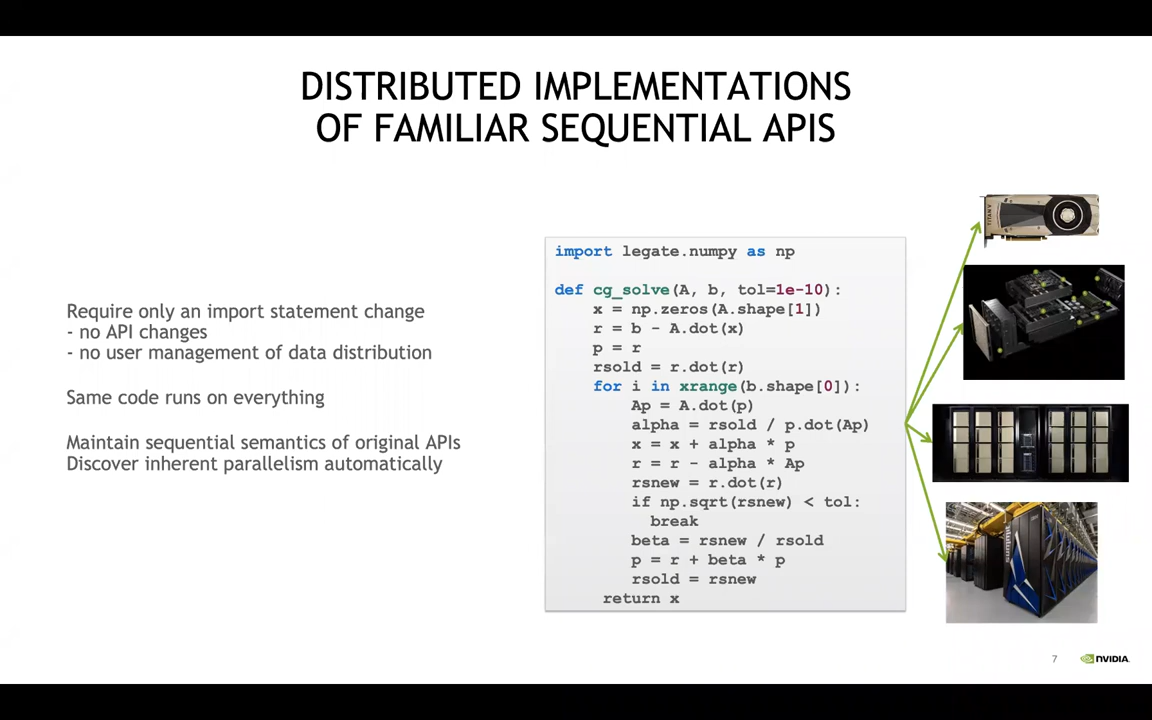 DISTRIBUTED IMPLEMENTATIONS
OF FAMILIAR SEQUENTIAL APIS
Require only an import statement change
- no API changes
- no user management of data distribution
Same code runs on everything
Maintain sequential semantics of original APIs
Discover inherent parallelism automatically
import legate.numpy as np
def cg_solve(A, b, tol=1e-10):
    x = np.zeros(A.shape[1])
    r = b - A.dot(x)
    p = r
    rsold = r.dot(r)
    for i in xrange(b.shape[0]):
        Ap = A.dot(p)
        alpha = rsold / p.dot(Ap)
        x = x + alpha * p
        r = r - alpha * Ap
        rsnew = r.dot(r)
        if np.sqrt(rsnew) < tol:
          break
        beta = rsnew / rsold
        p = r + beta * p
        rsold = rsnew
     return x
TITAN V
7
NVIDIA.